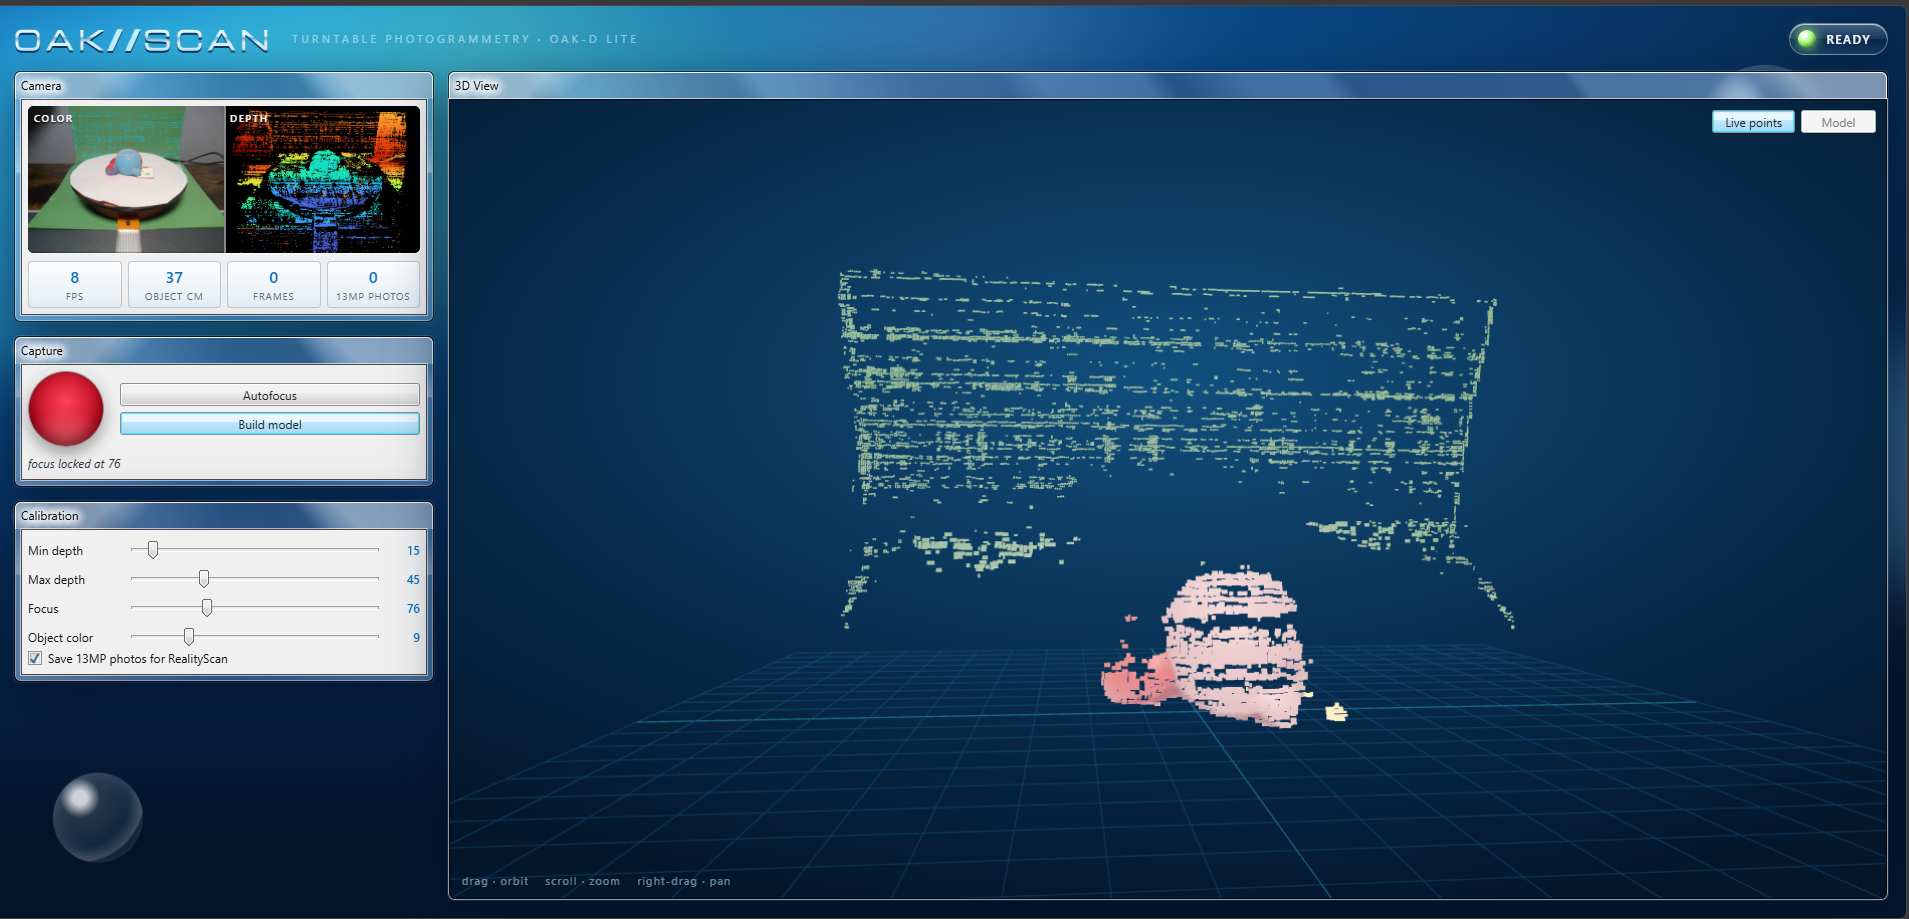 OAK//SCAN TURNTABLE PHOTOGRAMMETRY · OAK-D LITE
READY
Camera
COLOR
DEPTH
8
FPS
37
OBJECT CM
0
FRAMES
0
13MP PHOTOS
Capture
Autofocus
Build model
focus locked at 76
Calibration
Min depth 15
Max depth 45
Focus 76
Object color 9
Save 13MP photos for RealityScan
3D View
Live points
Model
drag · orbit scroll · zoom right-drag · pan